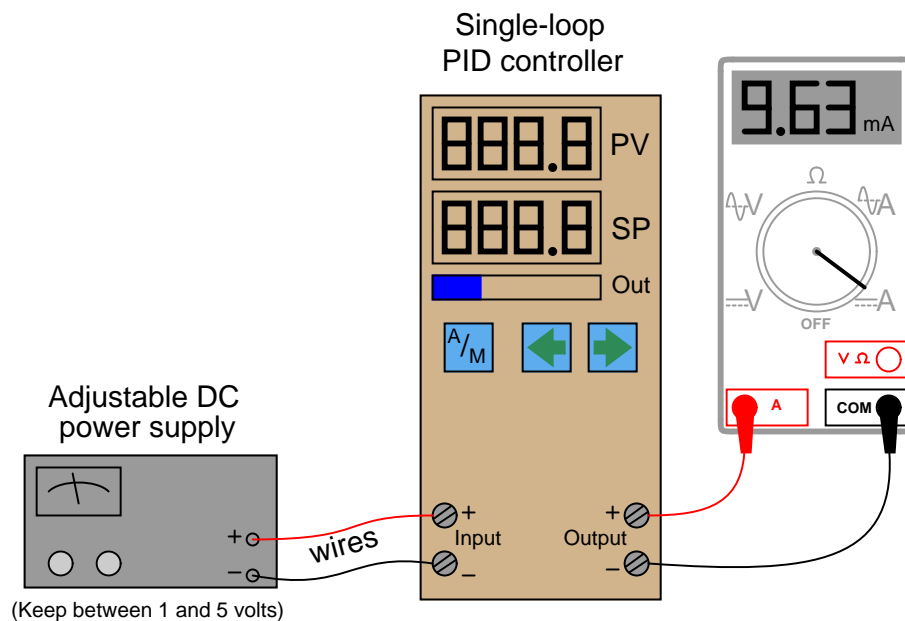 Single-loop
PID controller
9.63 mA
888.8 PV
888.8 SP
Out
A/M
Ω
V
A
V
A
OFF
V Ω
A
COM
Adjustable DC
power supply
+
−
wires
+
Input
−
+
Output
−
(Keep between 1 and 5 volts)